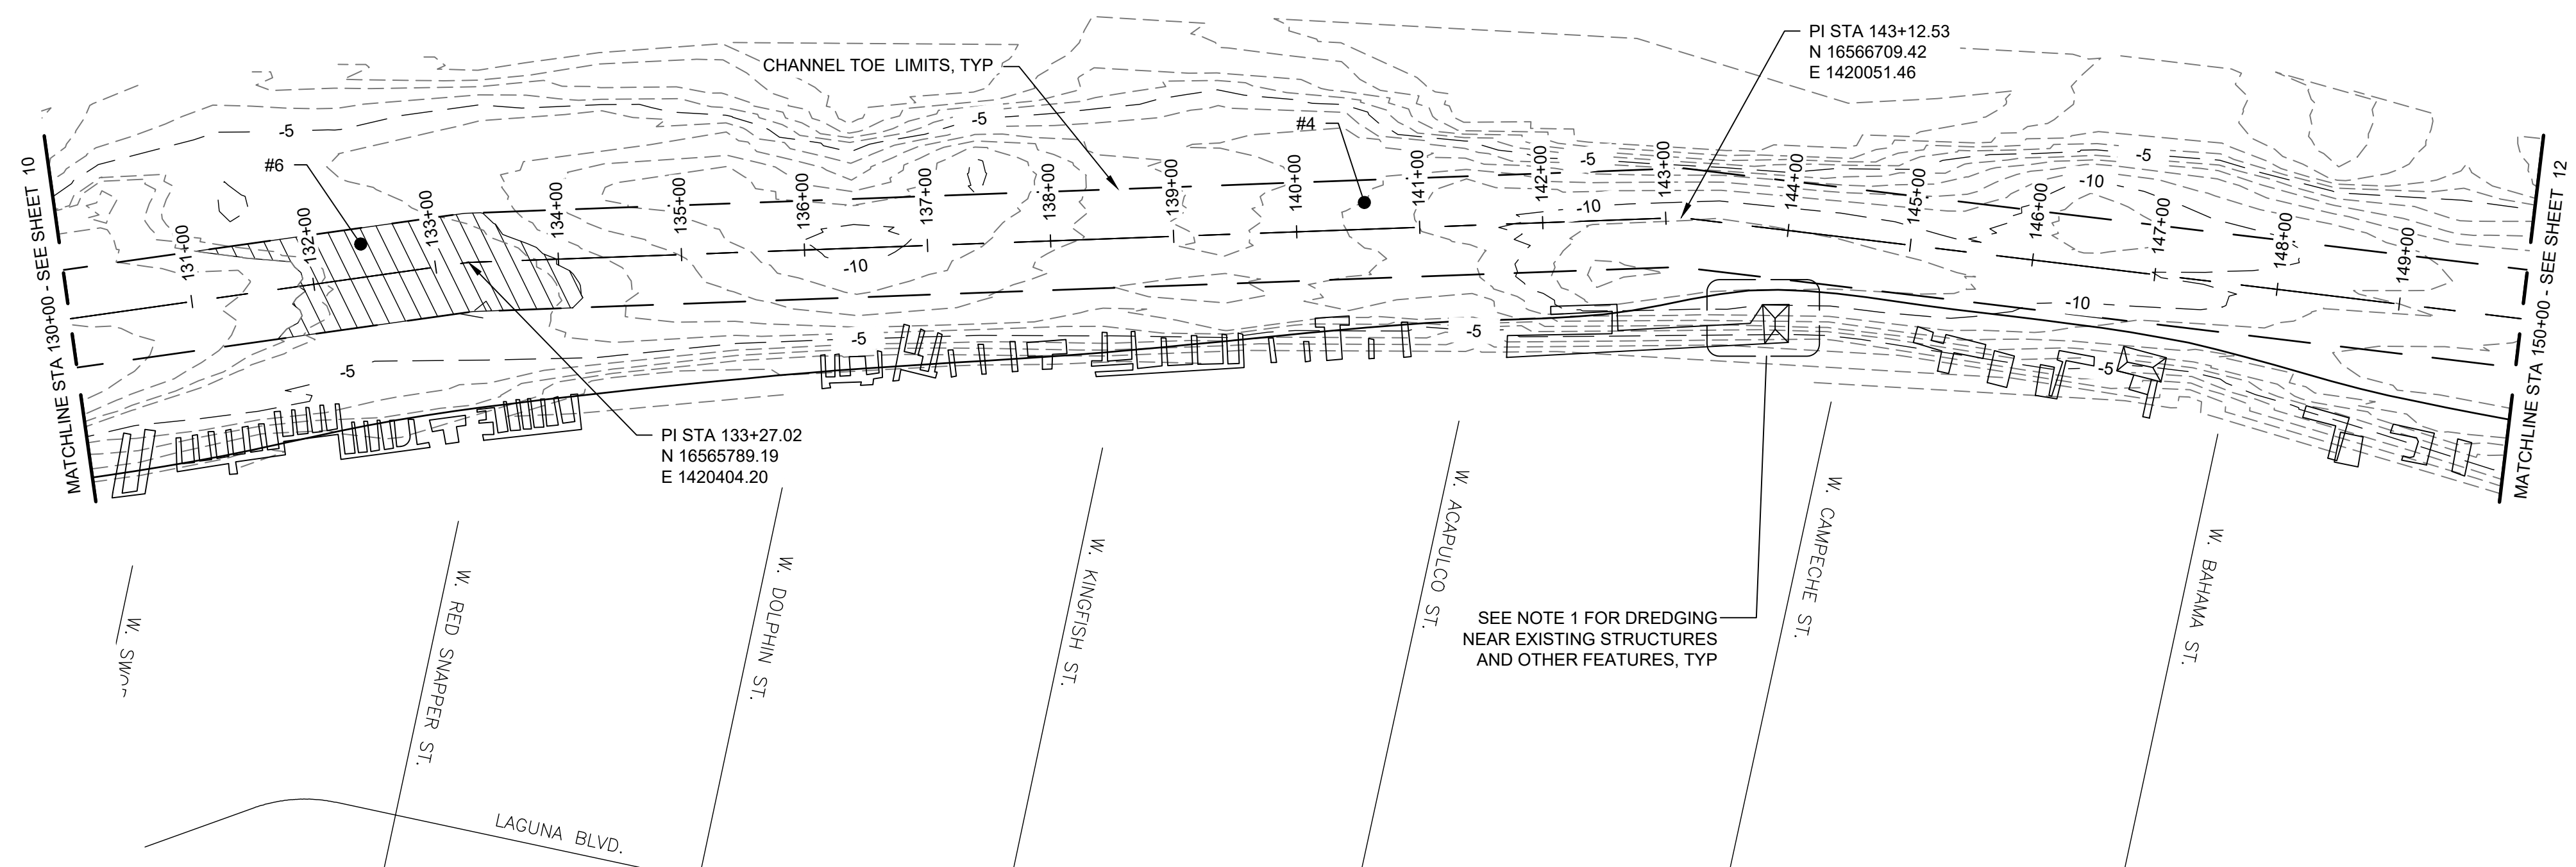 PI STA 143+12.53
N 16566709.42
E 1420051.46
CHANNEL TOE LIMITS, TYP
-5
-5
#4
#6
-5
-5
-10
-10
131+00
132+00
133+00
134+00
135+00
136+00
137+00
138+00
139+00
140+00
141+00
142+00
143+00
144+00
145+00
146+00
147+00
148+00
149+00
-10
-10
-5
-5
-5
-5
MATCHLINE STA 130+00 - SEE SHEET 10
MATCHLINE STA 150+00 - SEE SHEET 12
PI STA 133+27.02
N 16565789.19
E 1420404.20
SEE NOTE 1 FOR DREDGING
NEAR EXISTING STRUCTURES
AND OTHER FEATURES, TYP
W.
W. RED SNAPPER ST.
W. DOLPHIN ST.
W. KINGFISH ST.
W. ACAPULCO ST.
W. CAMPECHE ST.
W. BAHAMA ST.
LAGUNA BLVD.